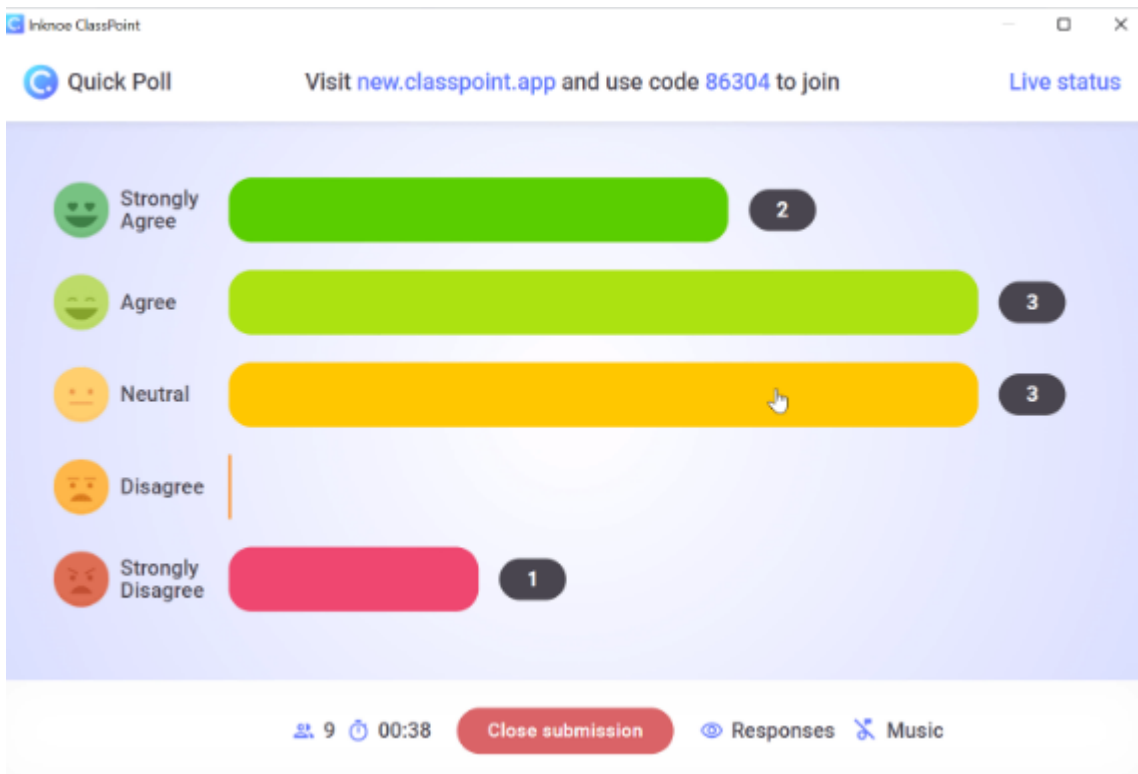 Inknoe ClassPoint
Quick Poll
Visit new.classpoint.app and use code 86304 to join
Live status
Strongly
Agree
2
Agree
3
Neutral
3
Disagree
Strongly
Disagree
1
9
00:38
Close submission
Responses
Music